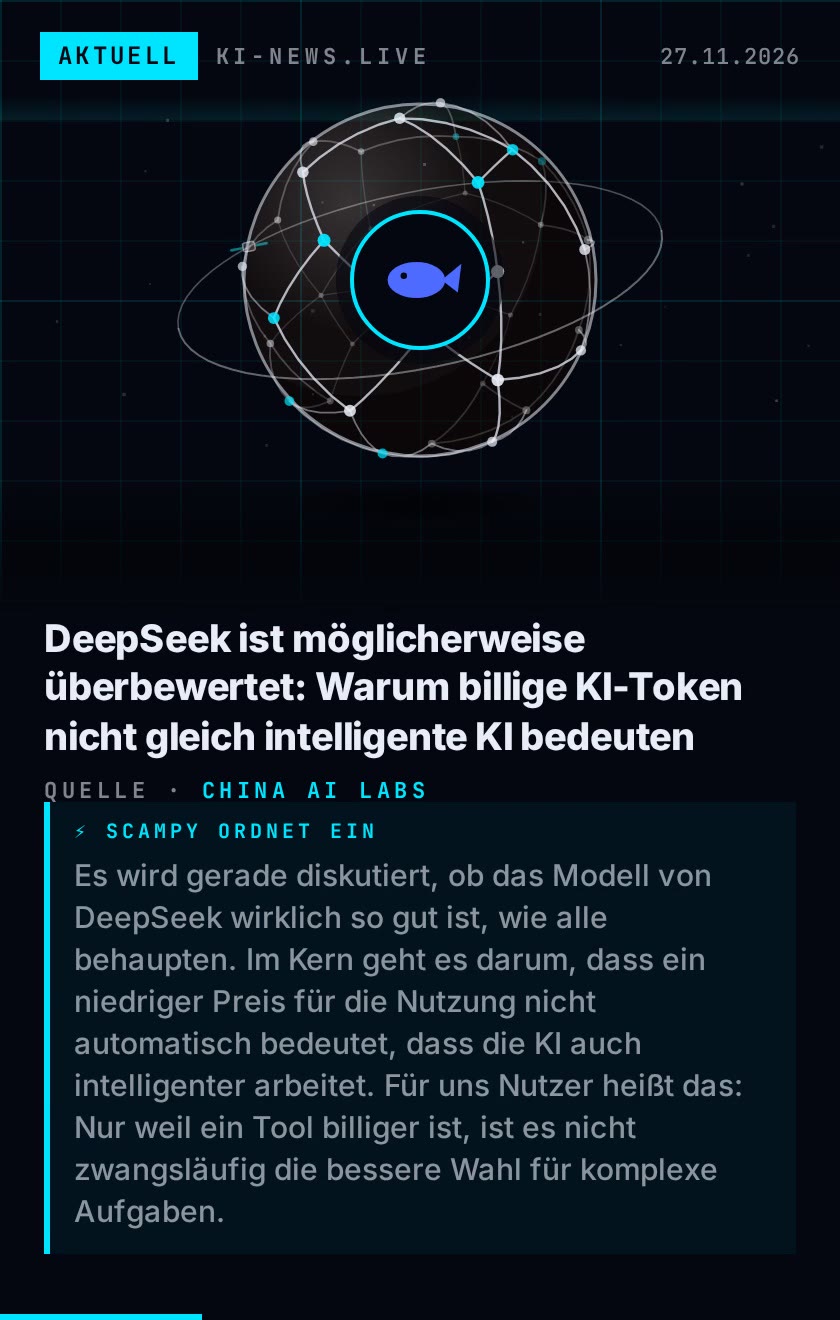 AKTUELL KI-NEWS.LIVE 27.11.2026
DeepSeek ist möglicherweise
überbewertet: Warum billige KI-Token
nicht gleich intelligente KI bedeuten
QUELLE · CHINA AI LABS
⚡ SCAMPY ORDNET EIN
Es wird gerade diskutiert, ob das Modell von
DeepSeek wirklich so gut ist, wie alle
behaupten. Im Kern geht es darum, dass ein
niedriger Preis für die Nutzung nicht
automatisch bedeutet, dass die KI auch
intelligenter arbeitet. Für uns Nutzer heißt das:
Nur weil ein Tool billiger ist, ist es nicht
zwangsläufig die bessere Wahl für komplexe
Aufgaben.